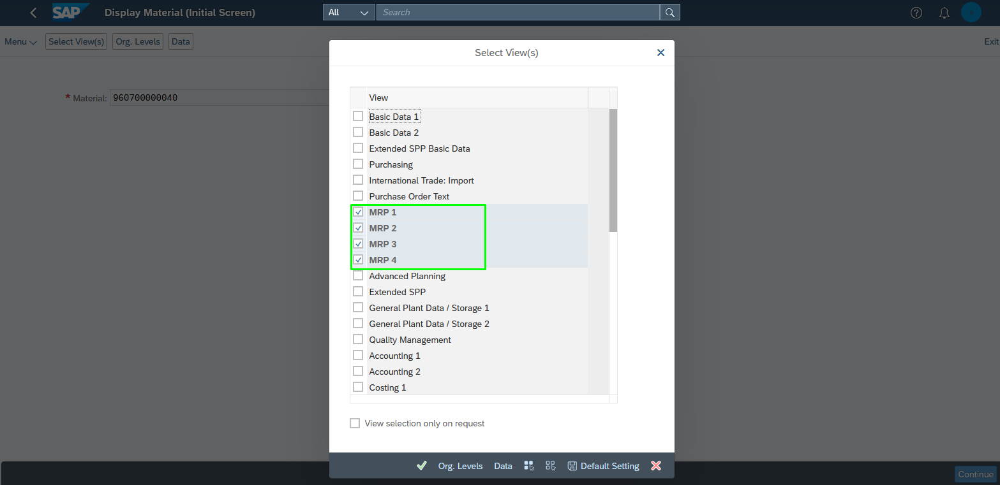 SAP Display Material (Initial Screen) All Search
Menu Select View(s) Org. Levels Data Exit
Select View(s)
* Material: 960700000040
View
Basic Data 1
Basic Data 2
Extended SPP Basic Data
Purchasing
International Trade: Import
Purchase Order Text
MRP 1
MRP 2
MRP 3
MRP 4
Advanced Planning
Extended SPP
General Plant Data / Storage 1
General Plant Data / Storage 2
Quality Management
Accounting 1
Accounting 2
Costing 1
View selection only on request
Org. Levels Data Default Setting
Continue